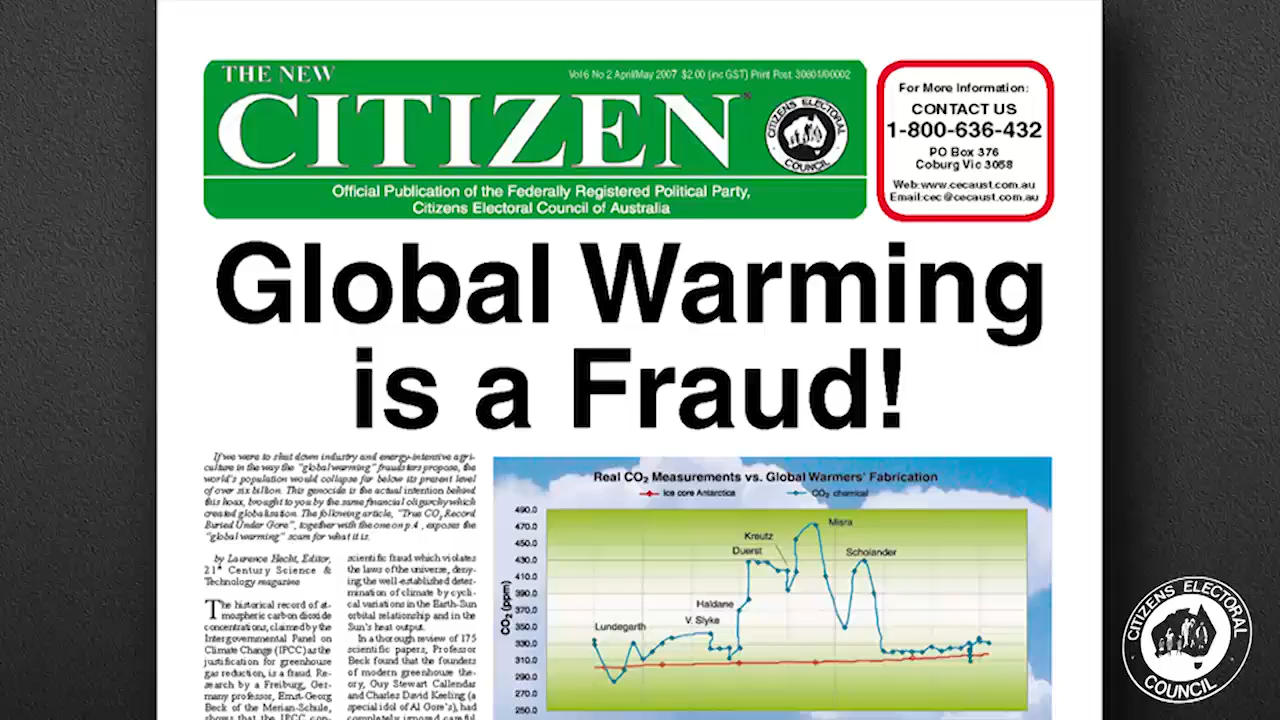 THE NEW
Vol 6 No 2 April/May 2007 $2.00 (inc GST) Print Post 30601/00002
CITIZEN
CITIZENS ELECTORAL
COUNCIL
Official Publication of the Federally Registered Political Party,
Citizens Electoral Council of Australia
For More Information:
CONTACT US
1-800-636-432
PO Box 376
Coburg Vic 3058
Web:www.cecaust.com.au
Email:cec@cecaust.com.au
Global Warming
is a Fraud!
If we were to shut down industry and energy-intensive agri-
culture in the way the "global warming" fraudsters propose, the
world's population would collapse far below its present level
of over six billion. This genocide is the actual intention behind
this hoax, brought to you by the same financial oligarchy which
created globalisation. The following article, "True CO₂ Record
Buried Under Gore", together with the one on p.4 , exposes the
"global warming" scam for what it is.
by Laurence Hecht, Editor,
21st Century Science &
Technology magazine
The historical record of at-
mospheric carbon dioxide
concentrations, claimed by the
Intergovernmental Panel on
Climate Change (IPCC) as the
justification for greenhouse
gas reduction, is a fraud. Re-
search by a Freiburg, Ger-
many professor, Ernst-Georg
Beck of the Merian-Schule,
shows that the IPCC con-
scientific fraud which violates
the laws of the universe, deny-
ing the well-established deter-
mination of climate by cycli-
cal variations in the Earth-Sun
orbital relationship and in the
Sun's heat output.
In a thorough review of 175
scientific papers, Professor
Beck found that the founders
of modern greenhouse the-
ory, Guy Stewart Callendar
and Charles David Keeling (a
special idol of Al Gore's), had
completely ignored careful
Real CO₂ Measurements vs. Global Warmers' Fabrication
ice core Antarctica
CO₂ chemical
CO₂ (ppm)
490.0
470.0
450.0
430.0
410.0
390.0
370.0
350.0
330.0
310.0
290.0
270.0
250.0
Lundegarth
V. Slyke
Haldane
Duerst
Kreutz
Misra
Scholander
CITIZENS ELECTORAL
COUNCIL